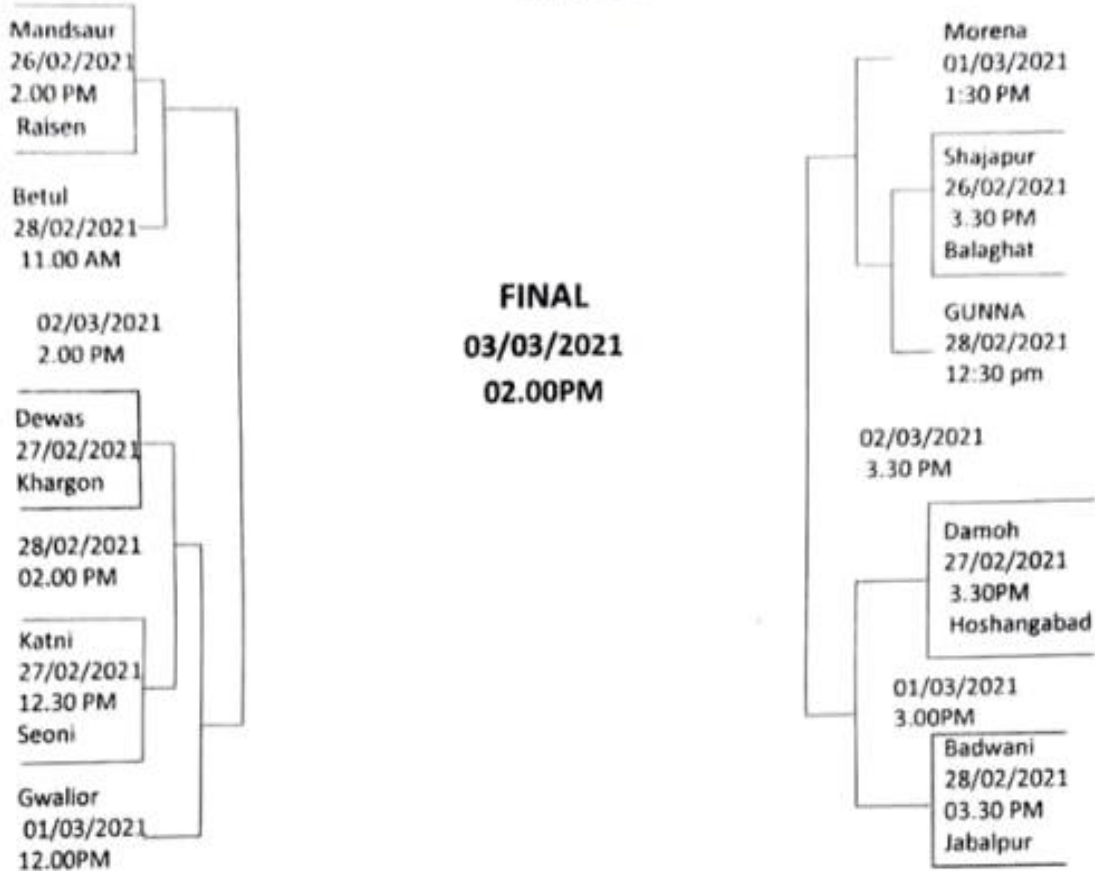 Mandsaur
26/02/2021
2.00 PM
Raisen
Betul
28/02/2021
11.00 AM
02/03/2021
2.00 PM
Dewas
27/02/2021
Khargon
28/02/2021
02.00 PM
Katni
27/02/2021
12.30 PM
Seoni
Gwalior
01/03/2021
12.00PM
FINAL
03/03/2021
02.00PM
Morena
01/03/2021
1:30 PM
Shajapur
26/02/2021
3.30 PM
Balaghat
GUNNA
28/02/2021
12:30 pm
02/03/2021
3.30 PM
Damoh
27/02/2021
3.30PM
Hoshangabad
01/03/2021
3.00PM
Badwani
28/02/2021
03.30 PM
Jabalpur